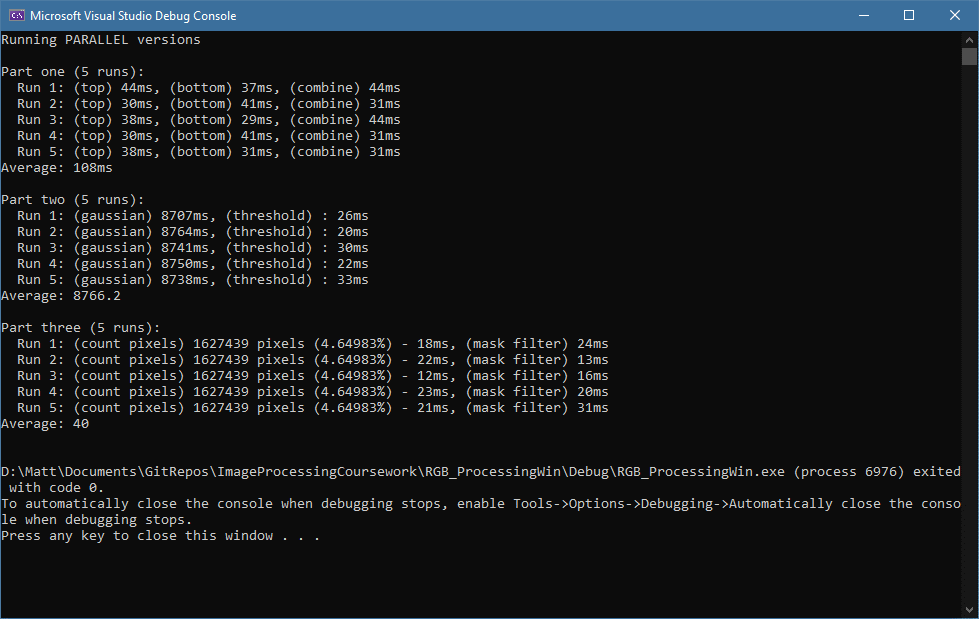 Microsoft Visual Studio Debug Console
Running PARALLEL versions
Part one (5 runs):
Run 1: (top) 44ms, (bottom) 37ms, (combine) 44ms
Run 2: (top) 30ms, (bottom) 41ms, (combine) 31ms
Run 3: (top) 38ms, (bottom) 29ms, (combine) 44ms
Run 4: (top) 30ms, (bottom) 41ms, (combine) 31ms
Run 5: (top) 38ms, (bottom) 31ms, (combine) 31ms
Average: 108ms
Part two (5 runs):
Run 1: (gaussian) 8707ms, (threshold) : 26ms
Run 2: (gaussian) 8764ms, (threshold) : 20ms
Run 3: (gaussian) 8741ms, (threshold) : 30ms
Run 4: (gaussian) 8750ms, (threshold) : 22ms
Run 5: (gaussian) 8738ms, (threshold) : 33ms
Average: 8766.2
Part three (5 runs):
Run 1: (count pixels) 1627439 pixels (4.64983%) - 18ms, (mask filter) 24ms
Run 2: (count pixels) 1627439 pixels (4.64983%) - 22ms, (mask filter) 13ms
Run 3: (count pixels) 1627439 pixels (4.64983%) - 12ms, (mask filter) 16ms
Run 4: (count pixels) 1627439 pixels (4.64983%) - 23ms, (mask filter) 20ms
Run 5: (count pixels) 1627439 pixels (4.64983%) - 21ms, (mask filter) 31ms
Average: 40
D:\Matt\Documents\GitRepos\ImageProcessingCoursework\RGB_ProcessingWin\Debug\RGB_ProcessingWin.exe (process 6976) exited
with code 0.
To automatically close the console when debugging stops, enable Tools->Options->Debugging->Automatically close the conso
le when debugging stops.
Press any key to close this window . . .